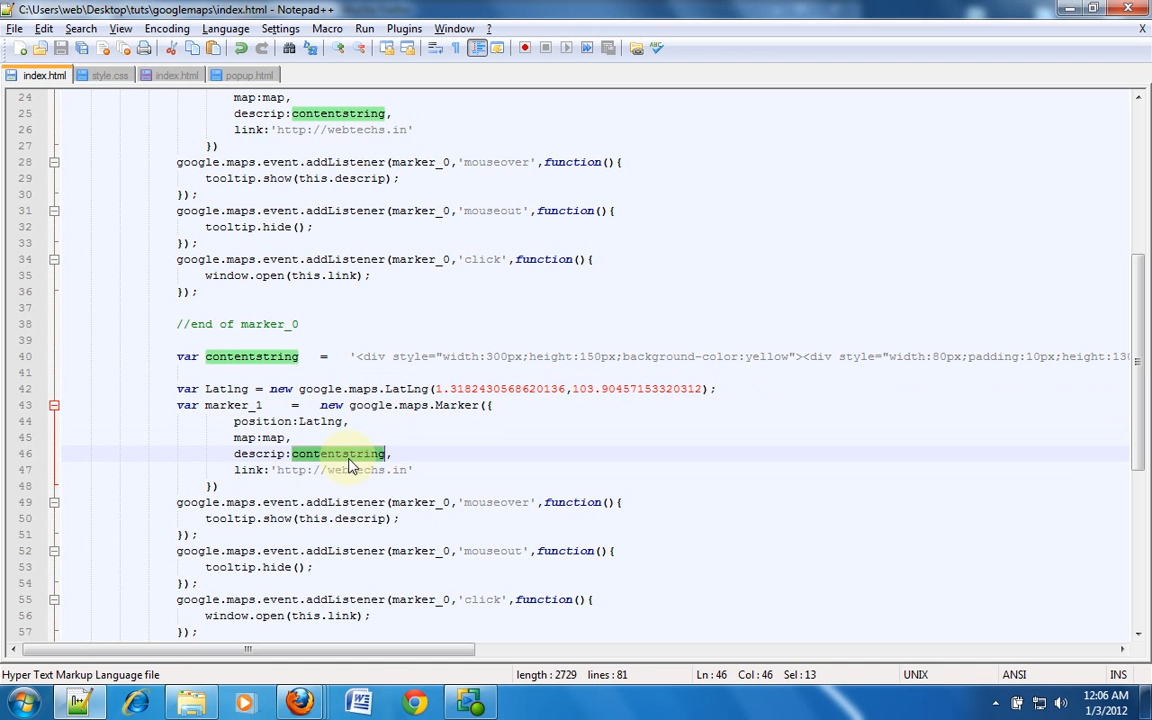 C:\Users\web\Desktop\tuts\googlemaps\index.html - Notepad++
File Edit Search View Encoding Language Settings Macro Run Plugins Window ? X
index.html style.css index.html popup.html
24 map:map,
25 descrip:contentstring,
26 link:'http://webtechs.in'
27 })
28 google.maps.event.addListener(marker_0,'mouseover',function(){
29 tooltip.show(this.descrip);
30 });
31 google.maps.event.addListener(marker_0,'mouseout',function(){
32 tooltip.hide();
33 });
34 google.maps.event.addListener(marker_0,'click',function(){
35 window.open(this.link);
36 });
37
38 //end of marker_0
39
40 var contentstring = '<div style="width:300px;height:150px;background-color:yellow"><div style="width:80px;padding:10px;height:130
41
42 var Latlng = new google.maps.LatLng(1.3182430568620136,103.90457153320312);
43 var marker_1 = new google.maps.Marker({
44 position:Latlng,
45 map:map,
46 descrip:contentstring,
47 link:'http://webtechs.in'
48 })
49 google.maps.event.addListener(marker_0,'mouseover',function(){
50 tooltip.show(this.descrip);
51 });
52 google.maps.event.addListener(marker_0,'mouseout',function(){
53 tooltip.hide();
54 });
55 google.maps.event.addListener(marker_0,'click',function(){
56 window.open(this.link);
57 });
Hyper Text Markup Language file length : 2729 lines : 81 Ln : 46 Col : 46 Sel : 13 UNIX ANSI INS
12:06 AM
1/3/2012